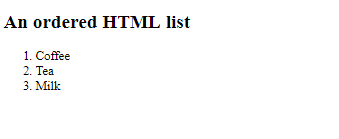 An ordered HTML list
1. Coffee
2. Tea
3. Milk